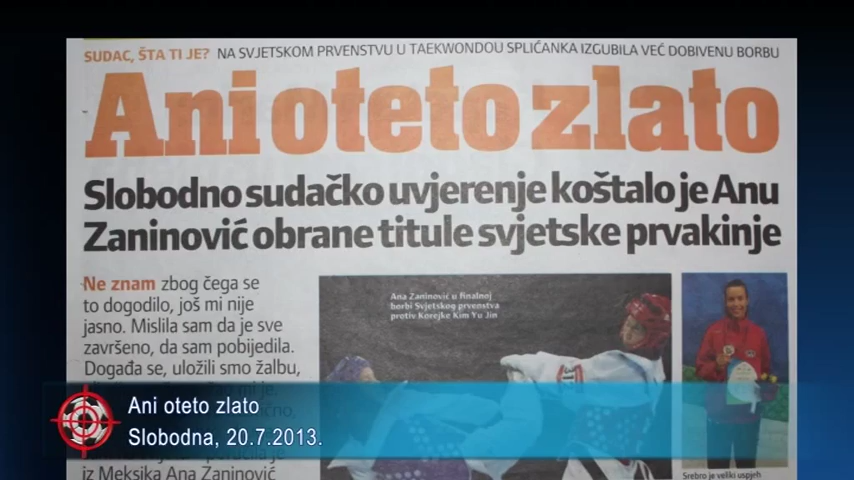 SUDAC, ŠTA TI JE? NA SVJETSKOM PRVENSTVU U TAEKWONDOU SPLIĆANKA IZGUBILA VEĆ DOBIVENU BORBU
Ani oteto zlato
Slobodno sudačko uvjerenje koštalo je Anu
Zaninović obrane titule svjetske prvakinje
Ne znam zbog čega se
to dogodilo, još mi nije
jasno. Mislila sam da je sve
završeno, da sam pobijedila.
Događa se, uložili smo žalbu,
iz Meksika Ana Zaninović
Ana Zaninović u finalnoj
borbi Svjetskog prvenstva
protiv Korejke Kim Yu Jin
Srebro je veliki uspjeh
Ani oteto zlato
Slobodna, 20.7.2013.